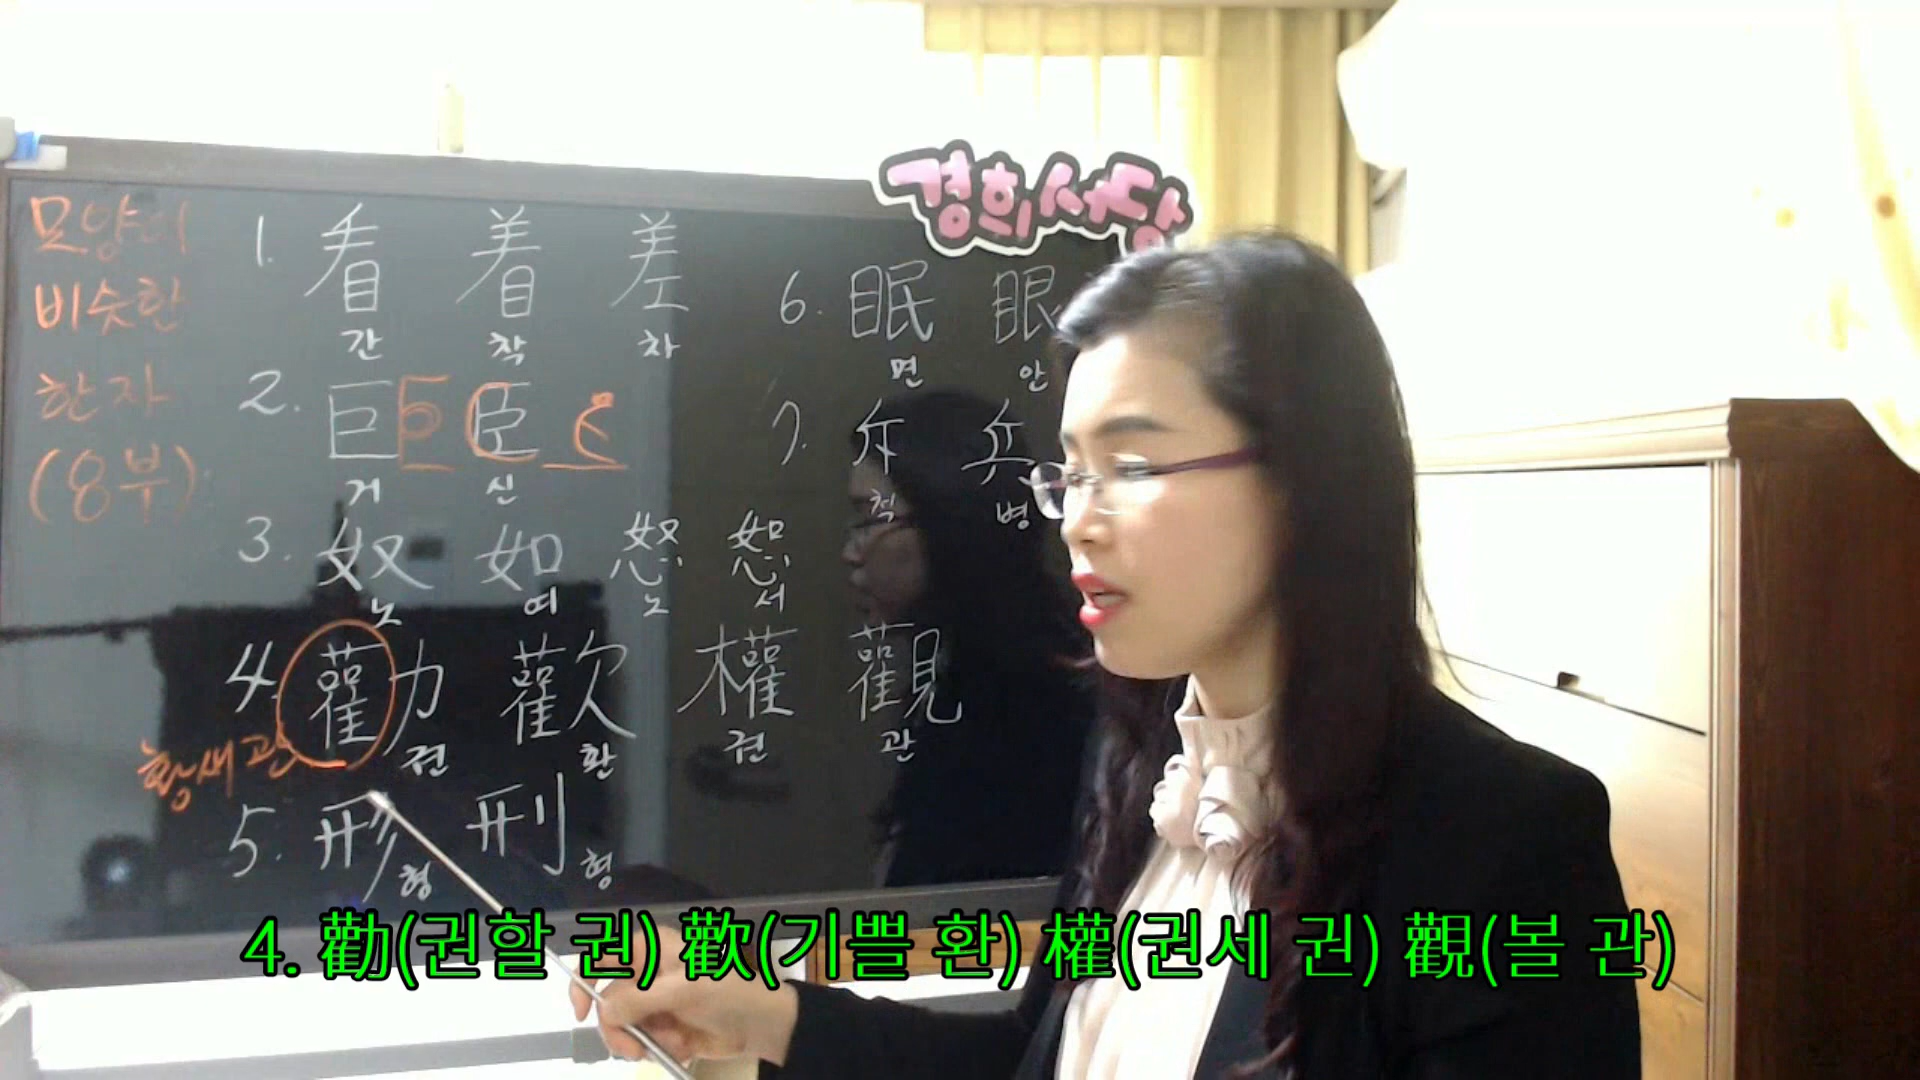 경희서당
모양이
비슷한
한자
(8부)
1. 看 着 差
간 착 차
2. 巨 臣
거 신
3. 奴 如 怒 恕
노 여 노 서
4. 勸 歡 權 觀
권 환 권 관
황새 관
5. 形 刑
형 형
6. 眠 眼
면 안
7. 斥 兵
척 병
4. 勸(권할 권) 歡(기쁠 환) 權(권세 권) 觀(볼 관)